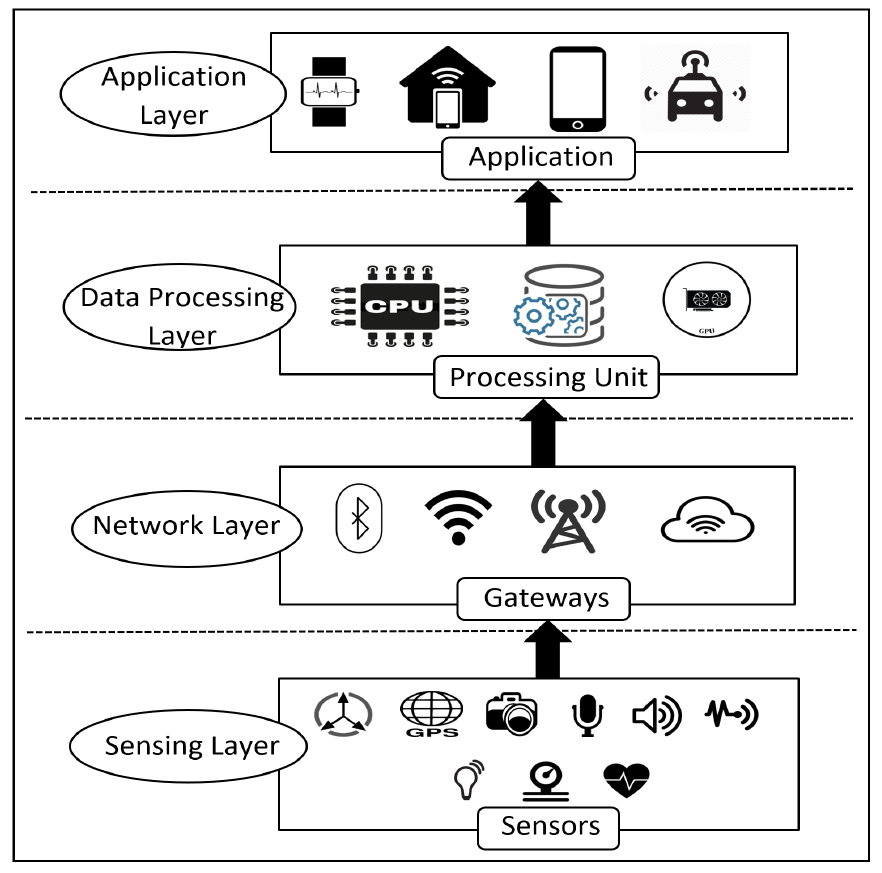 Application
Layer
Application
Data Processing
Layer
CPU
GPU
Processing Unit
Network Layer
Gateways
Sensing Layer
GPS
Sensors